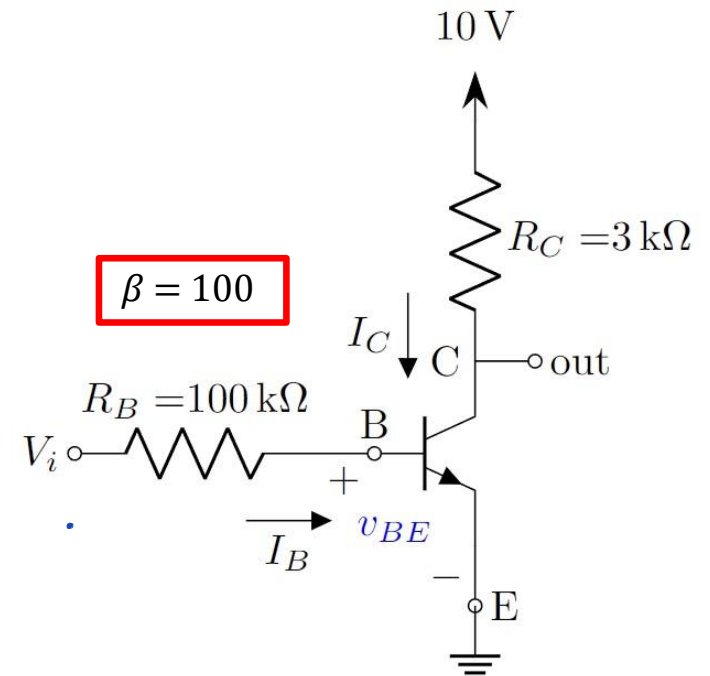 10 V
R_C =3 kΩ
β = 100
I_C
C
out
R_B =100 kΩ
B
V_i
+
v_BE
I_B
−
E